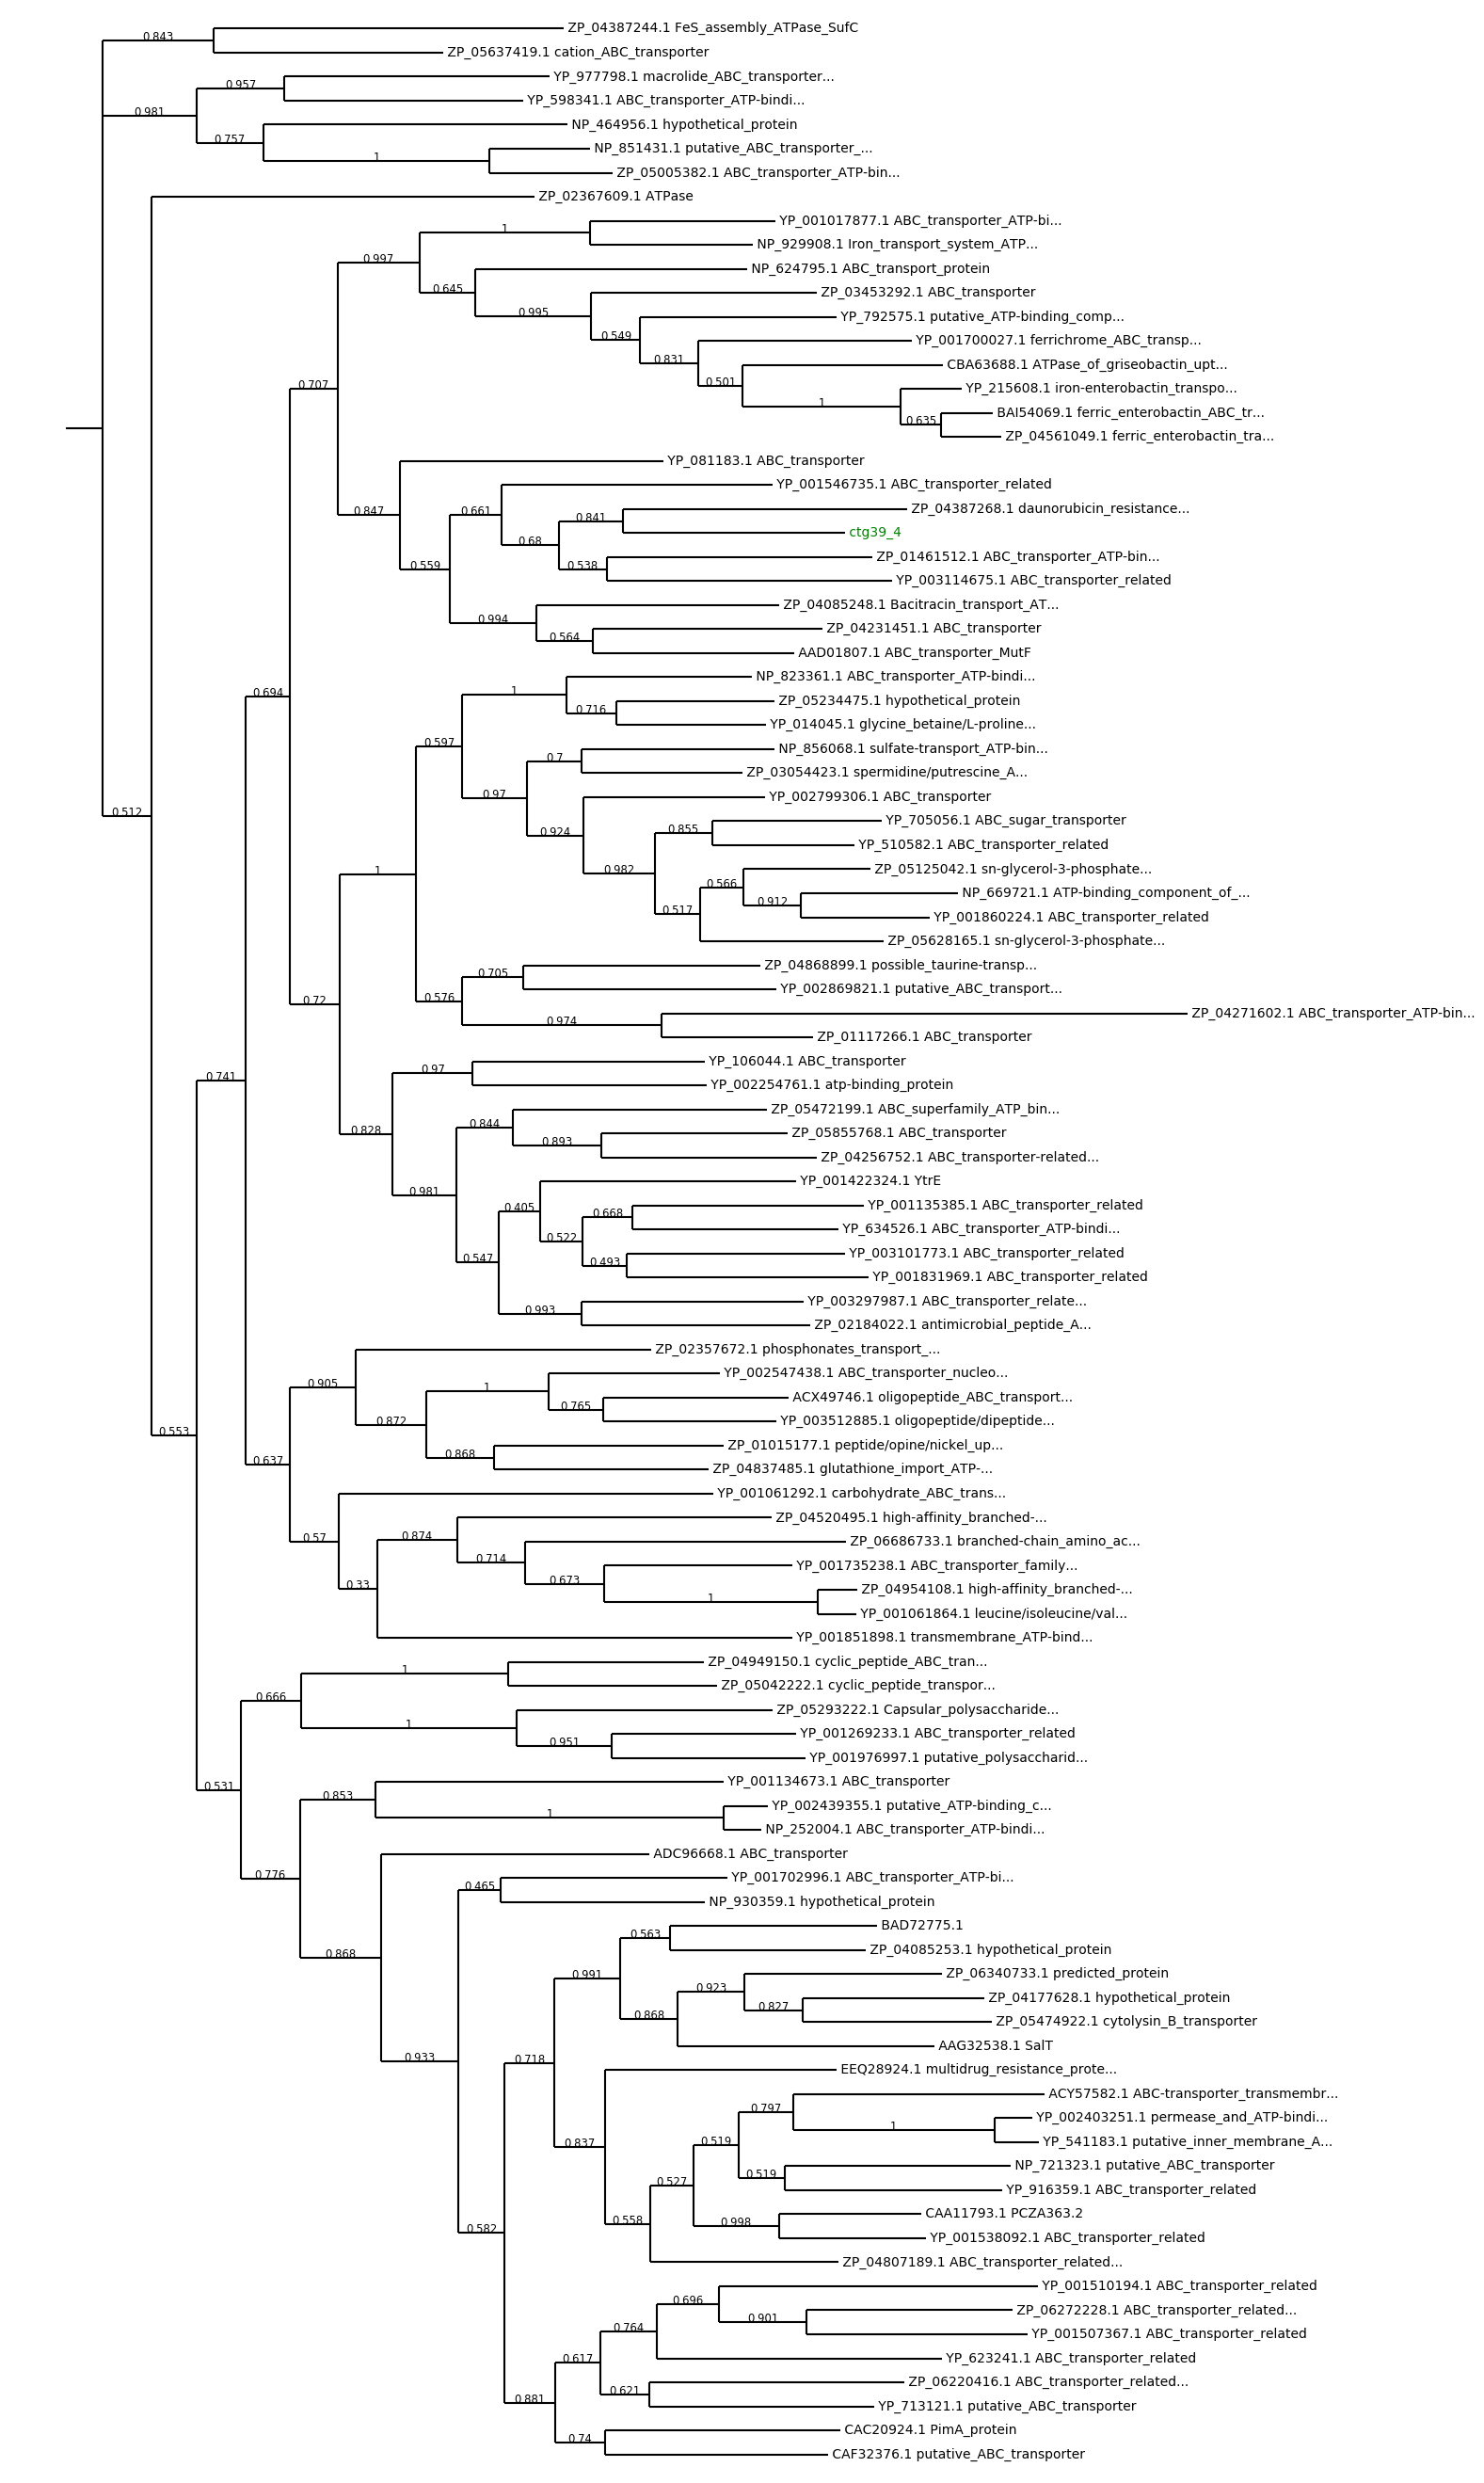 ZP_04387244.1 FeS_assembly_ATPase_SufC
0.843
ZP_05637419.1 cation_ABC_transporter
YP_977798.1 macrolide_ABC_transporter...
0.957
YP_598341.1 ABC_transporter_ATP-bindi...
0.981
NP_464956.1 hypothetical_protein
0.757
NP_851431.1 putative_ABC_transporter_...
1
ZP_05005382.1 ABC_transporter_ATP-bin...
ZP_02367609.1 ATPase
YP_001017877.1 ABC_transporter_ATP-bi...
1
NP_929908.1 Iron_transport_system_ATP...
0.997
NP_624795.1 ABC_transport_protein
0.645
ZP_03453292.1 ABC_transporter
0.995
YP_792575.1 putative_ATP-binding_comp...
0.549
YP_001700027.1 ferrichrome_ABC_transp...
0.831
CBA63688.1 ATPase_of_griseobactin_upt...
0.501
0.707
YP_215608.1 iron-enterobactin_transpo...
1
BAI54069.1 ferric_enterobactin_ABC_tr...
0.635
ZP_04561049.1 ferric_enterobactin_tra...
YP_081183.1 ABC_transporter
YP_001546735.1 ABC_transporter_related
0.847
0.661
ZP_04387268.1 daunorubicin_resistance...
0.841
ctg39_4
0.68
ZP_01461512.1 ABC_transporter_ATP-bin...
0.559
0.538
YP_003114675.1 ABC_transporter_related
ZP_04085248.1 Bacitracin_transport_AT...
0.994
ZP_04231451.1 ABC_transporter
0.564
AAD01807.1 ABC_transporter_MutF
NP_823361.1 ABC_transporter_ATP-bindi...
0.694
1
ZP_05234475.1 hypothetical_protein
0.716
YP_014045.1 glycine_betaine/L-proline...
0.597
NP_856068.1 sulfate-transport_ATP-bin...
0.7
ZP_03054423.1 spermidine/putrescine_A...
0.97
YP_002799306.1 ABC_transporter
0.512
YP_705056.1 ABC_sugar_transporter
0.924
0.855
YP_510582.1 ABC_transporter_related
1
0.982
ZP_05125042.1 sn-glycerol-3-phosphate...
0.566
NP_669721.1 ATP-binding_component_of_...
0.912
0.517
YP_001860224.1 ABC_transporter_related
ZP_05628165.1 sn-glycerol-3-phosphate...
ZP_04868899.1 possible_taurine-transp...
0.705
YP_002869821.1 putative_ABC_transport...
0.72
0.576
ZP_04271602.1 ABC_transporter_ATP-bin...
0.974
ZP_01117266.1 ABC_transporter
YP_106044.1 ABC_transporter
0.741
0.97
YP_002254761.1 atp-binding_protein
ZP_05472199.1 ABC_superfamily_ATP_bin...
0.828
0.844
ZP_05855768.1 ABC_transporter
0.893
ZP_04256752.1 ABC_transporter-related...
0.981
YP_001422324.1 YtrE
0.405
YP_001135385.1 ABC_transporter_related
0.668
YP_634526.1 ABC_transporter_ATP-bindi...
0.522
YP_003101773.1 ABC_transporter_related
0.547
0.493
YP_001831969.1 ABC_transporter_related
YP_003297987.1 ABC_transporter_relate...
0.993
ZP_02184022.1 antimicrobial_peptide_A...
ZP_02357672.1 phosphonates_transport_...
0.905
YP_002547438.1 ABC_transporter_nucleo...
1
ACX49746.1 oligopeptide_ABC_transport...
0.765
0.872
YP_003512885.1 oligopeptide/dipeptide...
0.553
ZP_01015177.1 peptide/opine/nickel_up...
0.868
0.637
ZP_04837485.1 glutathione_import_ATP-...
YP_001061292.1 carbohydrate_ABC_trans...
ZP_04520495.1 high-affinity_branched-...
0.57
0.874
ZP_06686733.1 branched-chain_amino_ac...
0.714
YP_001735238.1 ABC_transporter_family...
0.33
0.673
ZP_04954108.1 high-affinity_branched-...
1
YP_001061864.1 leucine/isoleucine/val...
YP_001851898.1 transmembrane_ATP-bind...
ZP_04949150.1 cyclic_peptide_ABC_tran...
1
ZP_05042222.1 cyclic_peptide_transpor...
0.666
ZP_05293222.1 Capsular_polysaccharide...
1
YP_001269233.1 ABC_transporter_related
0.951
YP_001976997.1 putative_polysaccharid...
0.531
YP_001134673.1 ABC_transporter
0.853
YP_002439355.1 putative_ATP-binding_c...
1
NP_252004.1 ABC_transporter_ATP-bindi...
ADC96668.1 ABC_transporter
0.776
YP_001702996.1 ABC_transporter_ATP-bi...
0.465
NP_930359.1 hypothetical_protein
BAD72775.1
0.563
0.868
ZP_04085253.1 hypothetical_protein
0.991
ZP_06340733.1 predicted_protein
0.923
ZP_04177628.1 hypothetical_protein
0.827
0.868
ZP_05474922.1 cytolysin_B_transporter
AAG32538.1 SalT
0.933
0.718
EEQ28924.1 multidrug_resistance_prote...
ACY57582.1 ABC-transporter_transmembr...
0.797
YP_002403251.1 permease_and_ATP-bindi...
1
0.837
0.519
YP_541183.1 putative_inner_membrane_A...
NP_721323.1 putative_ABC_transporter
0.519
0.527
YP_916359.1 ABC_transporter_related
CAA11793.1 PCZA363.2
0.558
0.998
0.582
YP_001538092.1 ABC_transporter_related
ZP_04807189.1 ABC_transporter_related...
YP_001510194.1 ABC_transporter_related
0.696
ZP_06272228.1 ABC_transporter_related...
0.901
0.764
YP_001507367.1 ABC_transporter_related
YP_623241.1 ABC_transporter_related
0.617
ZP_06220416.1 ABC_transporter_related...
0.621
0.881
YP_713121.1 putative_ABC_transporter
CAC20924.1 PimA_protein
0.74
CAF32376.1 putative_ABC_transporter